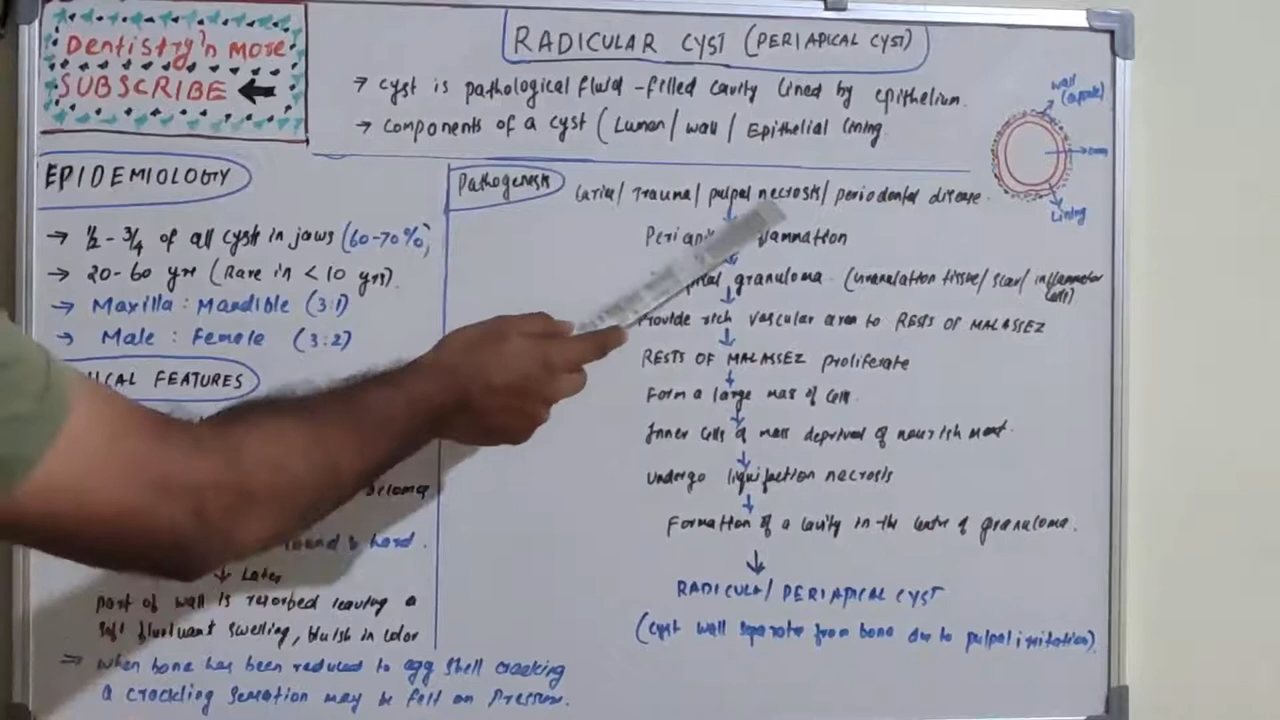 Dentistry'n more
SUBSCRIBE
RADICULAR CYST (PERIAPICAL CYST)
→ cyst is pathological fluid-filled cavity lined by epithelium.
→ components of a cyst (Lumen/ wall/ Epithelial lining
wall
(capsule)
Lining
EPIDEMIOLOGY
→ 1/2 - 3/4 of all cyst in jaws (60-70%)
→ 20-60 yrs (Rare in < 10 yrs).
→ Maxilla : Mandible (3:1)
→ Male : Female (3:2)
FEATURES
hard.
↓ Later
part of wall is resorbed leaving a
soft fluctuant swelling, bluish in color
⇒ when bone has been reduced to egg shell cracking
a crackling sensation may be felt on pressure.
Pathogenesis
Caries/ Trauma/ pulpal necrosis/ periodontal disease.
↓
granuloma. (Granulation tissue/ scar/ inflammatory
cells)
↓
Provide rich vascular area to RESTS OF MALASSEZ
↓
RESTS OF MALASSEZ proliferate
↓
Form a large mas of cells.
↓
Inner cells of mass deprived of nourishment.
↓
undergo liquifaction necrosis
↓
Formation of a cavity in the centre of granuloma.
↓
RADICULA/ PERIAPICAL CYST
(cyst wall separate from bone due to pulpal irritation)